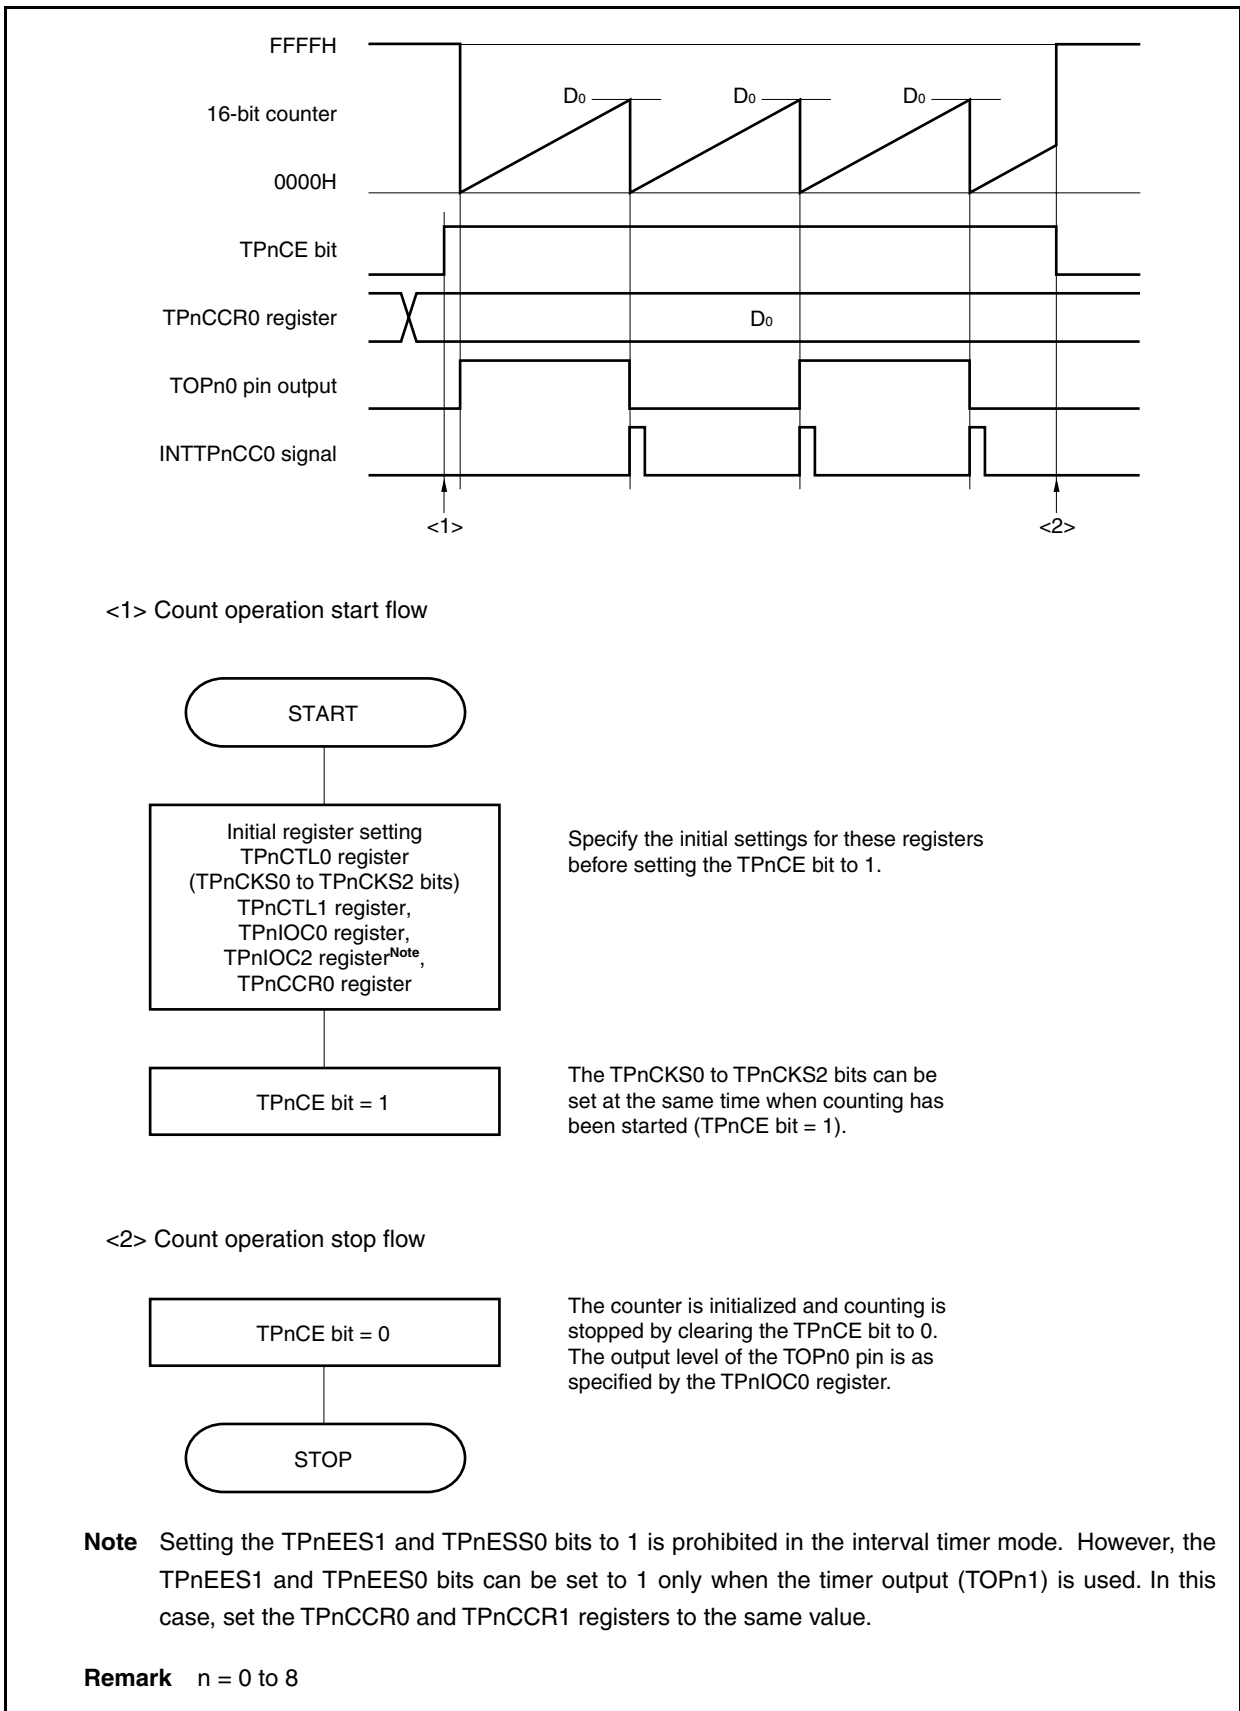 FFFFH
D0 D0 D0
16-bit counter
0000H
TPnCE bit
TPnCCR0 register
D0
TOPn0 pin output
INTTPnCC0 signal
<1> <2>
<1> Count operation start flow
START
Initial register setting
TPnCTL0 register
(TPnCKS0 to TPnCKS2 bits)
TPnCTL1 register,
TPnIOC0 register,
TPnIOC2 registerNote,
TPnCCR0 register
Specify the initial settings for these registers
before setting the TPnCE bit to 1.
TPnCE bit = 1
The TPnCKS0 to TPnCKS2 bits can be
set at the same time when counting has
been started (TPnCE bit = 1).
<2> Count operation stop flow
TPnCE bit = 0
The counter is initialized and counting is
stopped by clearing the TPnCE bit to 0.
The output level of the TOPn0 pin is as
specified by the TPnIOC0 register.
STOP
Note Setting the TPnEES1 and TPnESS0 bits to 1 is prohibited in the interval timer mode. However, the
TPnEES1 and TPnEES0 bits can be set to 1 only when the timer output (TOPn1) is used. In this
case, set the TPnCCR0 and TPnCCR1 registers to the same value.
Remark n = 0 to 8